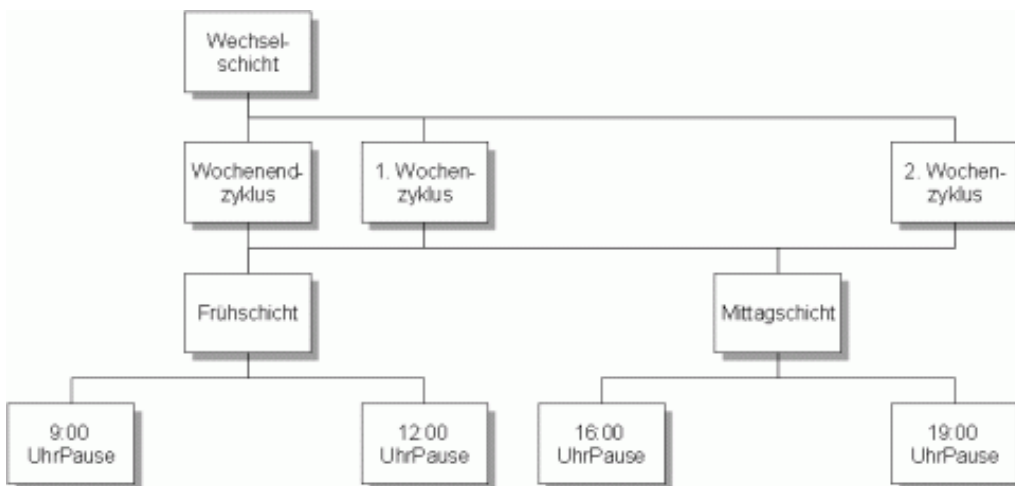 Wechsel-
schicht
Wochenend-
zyklus
1. Wochen-
zyklus
2. Wochen-
zyklus
Frühschicht
Mittagschicht
9:00
UhrPause
12:00
UhrPause
16:00
UhrPause
19:00
UhrPause